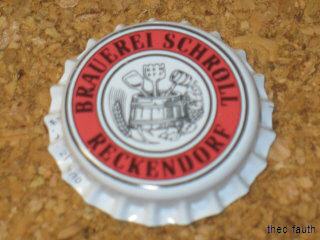 BRAUEREI SCHROLL
RECKENDORF
theo fauth